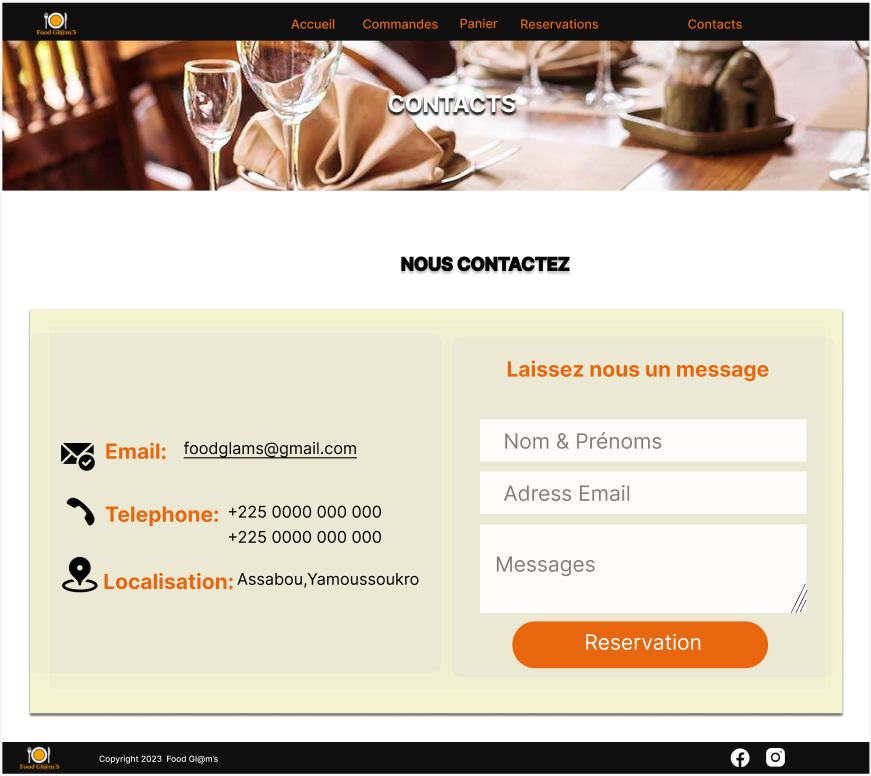 Food Gl@m'S
Accueil Commandes Panier Reservations Contacts
CONTACTS
NOUS CONTACTEZ
Laissez nous un message
Nom & Prénoms
Email: foodglams@gmail.com
Adress Email
Telephone: +225 0000 000 000
+225 0000 000 000
Messages
Localisation: Assabou,Yamoussoukro
Reservation
Food Gl@m'S
Copyright 2023 Food Gl@m's